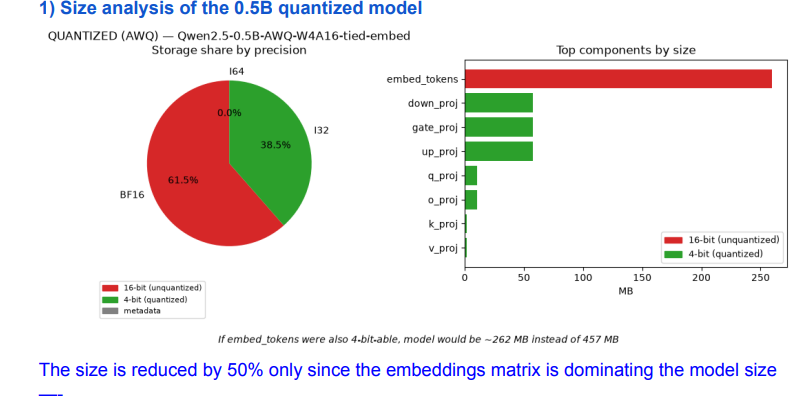 1) Size analysis of the 0.5B quantized model
QUANTIZED (AWQ) — Qwen2.5-0.5B-AWQ-W4A16-tied-embed
Storage share by precision
I64
0.0%
I32
38.5%
61.5%
BF16
16-bit (unquantized)
4-bit (quantized)
metadata
Top components by size
embed_tokens
down_proj
gate_proj
up_proj
q_proj
o_proj
k_proj
v_proj
16-bit (unquantized)
4-bit (quantized)
0 50 100 150 200 250
MB
If embed_tokens were also 4-bit-able, model would be ~262 MB instead of 457 MB
The size is reduced by 50% only since the embeddings matrix is dominating the model size